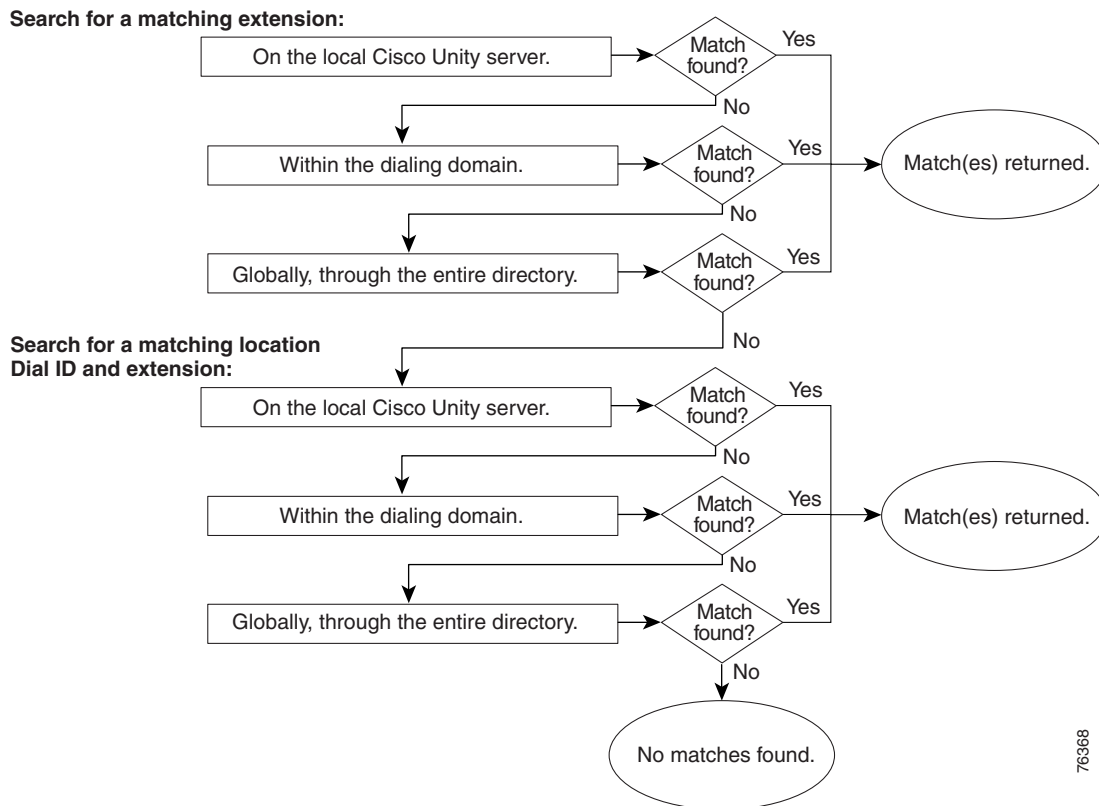 Search for a matching extension:
On the local Cisco Unity server.
Match
found?
Yes
No
Within the dialing domain.
Match
found?
Yes
Match(es) returned.
No
Globally, through the entire directory.
Match
found?
Yes
No
Search for a matching location
Dial ID and extension:
On the local Cisco Unity server.
Match
found?
Yes
No
Within the dialing domain.
Match
found?
Yes
Match(es) returned.
No
Globally, through the entire directory.
Match
found?
Yes
No
No matches found.
76368